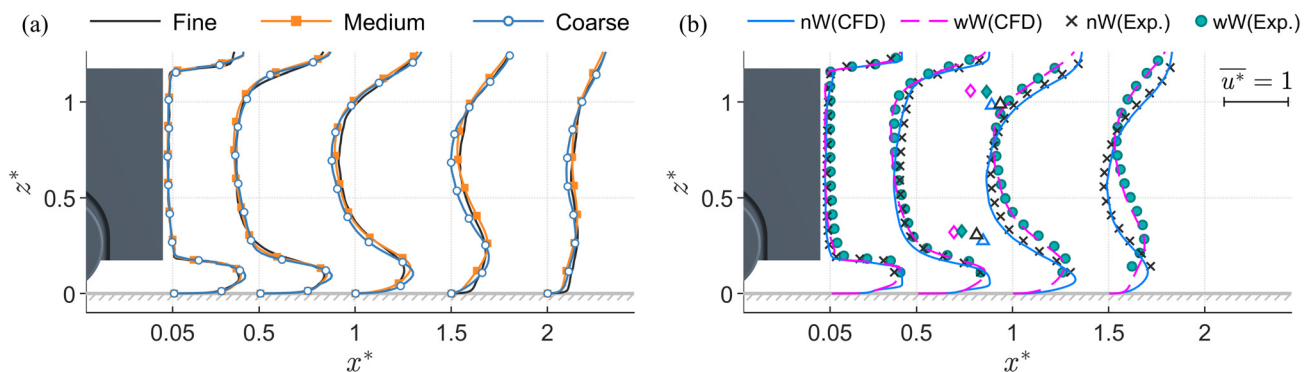 (a) Fine Medium Coarse
1
0.5
0
z*
0.05 0.5 1 1.5 2
x*
(b) nW(CFD) wW(CFD) nW(Exp.) wW(Exp.)
u* = 1
1
0.5
0
z*
0.05 0.5 1 1.5 2
x*